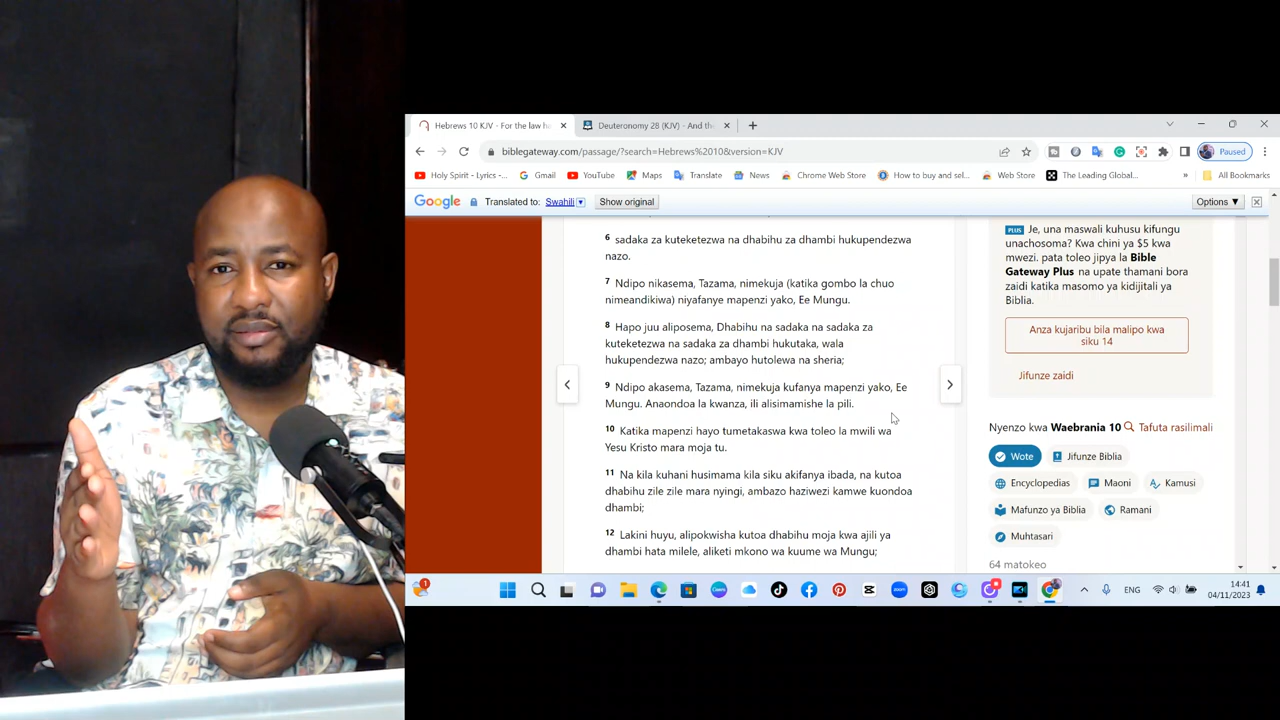 Hebrews 10 KJV - For the law ha
Deuteronomy 28 (KJV) - And the
biblegateway.com/passage/?search=Hebrews%2010&version=KJV
Paused
Holy Spirit - Lyrics -...
Gmail
YouTube
Maps
Translate
News
Chrome Web Store
How to buy and sel...
Web Store
The Leading Global...
»
All Bookmarks
Google Translated to: Swahili Show original
Options ▼
6 sadaka za kuteketezwa na dhabihu za dhambi hukupendezwa
nazo.
7 Ndipo nikasema, Tazama, nimekuja (katika gombo la chuo
nimeandikiwa) niyafanye mapenzi yako, Ee Mungu.
8 Hapo juu aliposema, Dhabihu na sadaka na sadaka za
kuteketezwa na sadaka za dhambi hukutaka, wala
hukupendezwa nazo; ambayo hutolewa na sheria;
9 Ndipo akasema, Tazama, nimekuja kufanya mapenzi yako, Ee
Mungu. Anaondoa la kwanza, ili alisimamishe la pili.
10 Katika mapenzi hayo tumetakaswa kwa toleo la mwili wa
Yesu Kristo mara moja tu.
11 Na kila kuhani husimama kila siku akifanya ibada, na kutoa
dhabihu zile zile mara nyingi, ambazo haziwezi kamwe kuondoa
dhambi;
12 Lakini huyu, alipokwisha kutoa dhabihu moja kwa ajili ya
dhambi hata milele, aliketi mkono wa kuume wa Mungu;
PLUS Je, una maswali kuhusu kifungu
unachosoma? Kwa chini ya $5 kwa
mwezi. pata toleo jipya la Bible
Gateway Plus na upate thamani bora
zaidi katika masomo ya kidijitali ya
Biblia.
Anza kujaribu bila malipo kwa
siku 14
Jifunze zaidi
Nyenzo kwa Waebrania 10 Tafuta rasilimali
Wote Jifunze Biblia
Encyclopedias Maoni Kamusi
Mafunzo ya Biblia Ramani
Muhtasari
64 matokeo
1
zoom
ENG
14:41
04/11/2023